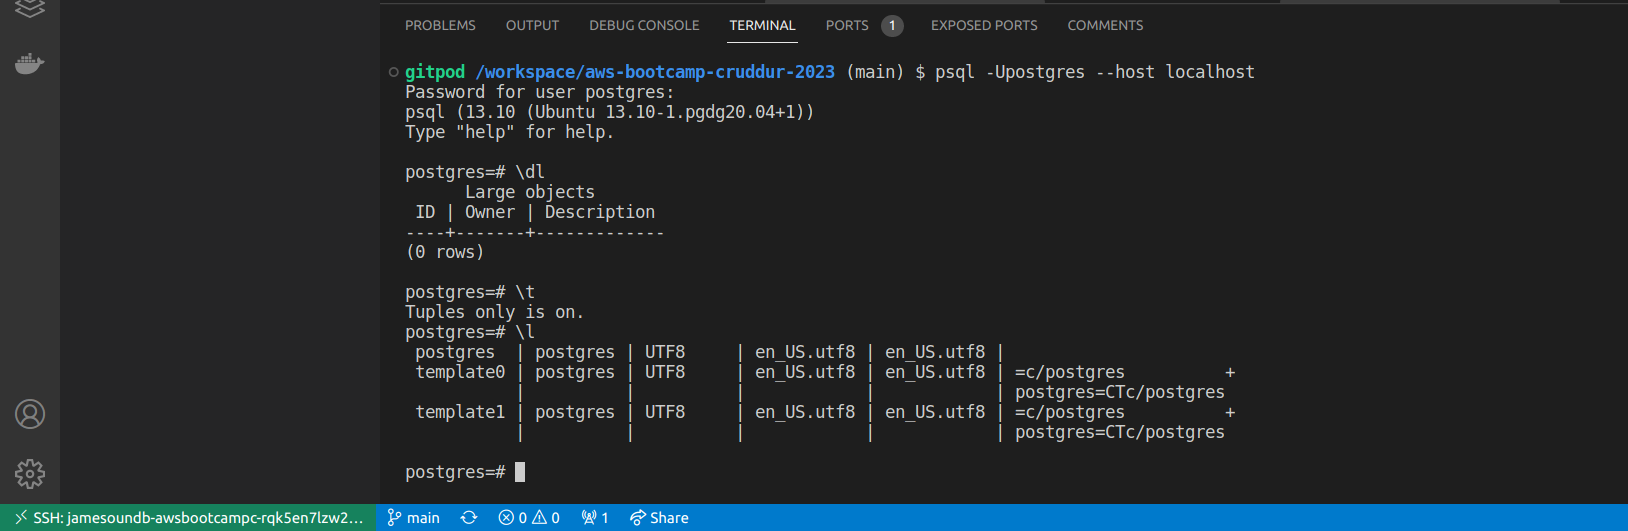 PROBLEMS OUTPUT DEBUG CONSOLE TERMINAL PORTS 1 EXPOSED PORTS COMMENTS
gitpod /workspace/aws-bootcamp-cruddur-2023 (main) $ psql -Upostgres --host localhost
Password for user postgres:
psql (13.10 (Ubuntu 13.10-1.pgdg20.04+1))
Type "help" for help.
postgres=# \dl
      Large objects
 ID | Owner | Description
----+-------+-------------
(0 rows)
postgres=# \t
Tuples only is on.
postgres=# \l
 postgres  | postgres | UTF8     | en_US.utf8 | en_US.utf8 |
 template0 | postgres | UTF8     | en_US.utf8 | en_US.utf8 | =c/postgres          +
           |          |          |            |            | postgres=CTc/postgres
 template1 | postgres | UTF8     | en_US.utf8 | en_US.utf8 | =c/postgres          +
           |          |          |            |            | postgres=CTc/postgres
postgres=#
SSH: jamesoundb-awsbootcampc-rqk5en7lzw2... main 0 0 1 Share